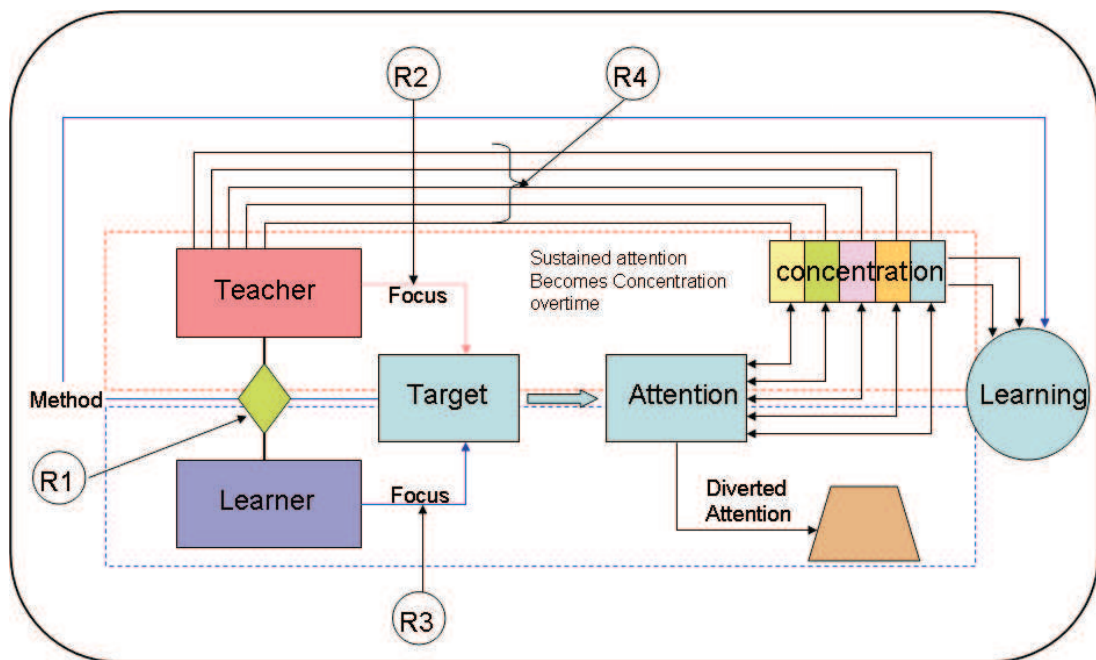 R2
R4
Sustained attention
Becomes Concentration
overtime
concentration
Teacher
Focus
Method
Target
Attention
Learning
R1
Learner
Focus
Diverted
Attention
R3